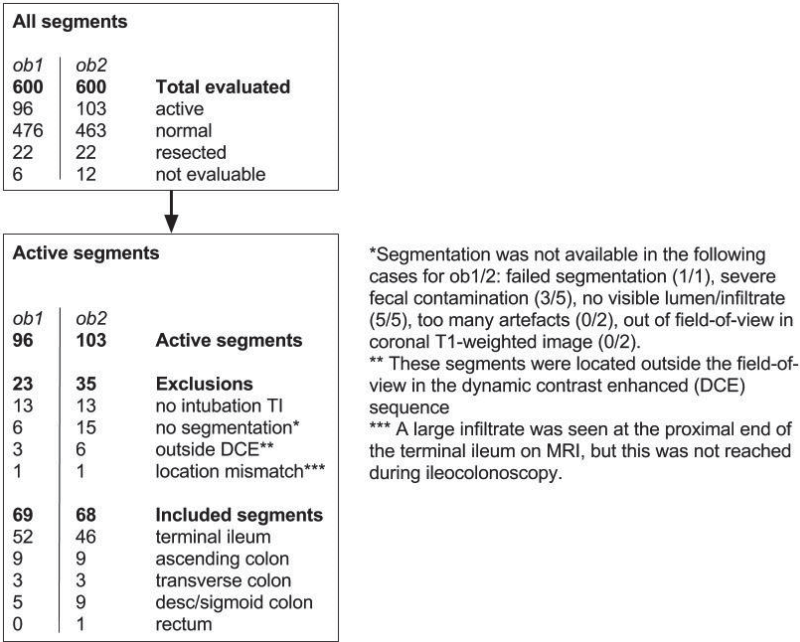 All segments
ob1 ob2
600 600 Total evaluated
96 103 active
476 463 normal
22 22 resected
6 12 not evaluable
Active segments
ob1 ob2
96 103 Active segments
23 35 Exclusions
13 13 no intubation TI
6 15 no segmentation*
3 6 outside DCE**
1 1 location mismatch***
69 68 Included segments
52 46 terminal ileum
9 9 ascending colon
3 3 transverse colon
5 9 desc/sigmoid colon
0 1 rectum
*Segmentation was not available in the following
cases for ob1/2: failed segmentation (1/1), severe
fecal contamination (3/5), no visible lumen/infiltrate
(5/5), too many artefacts (0/2), out of field-of-view in
coronal T1-weighted image (0/2).
** These segments were located outside the field-of-
view in the dynamic contrast enhanced (DCE)
sequence
*** A large infiltrate was seen at the proximal end of
the terminal ileum on MRI, but this was not reached
during ileocolonoscopy.